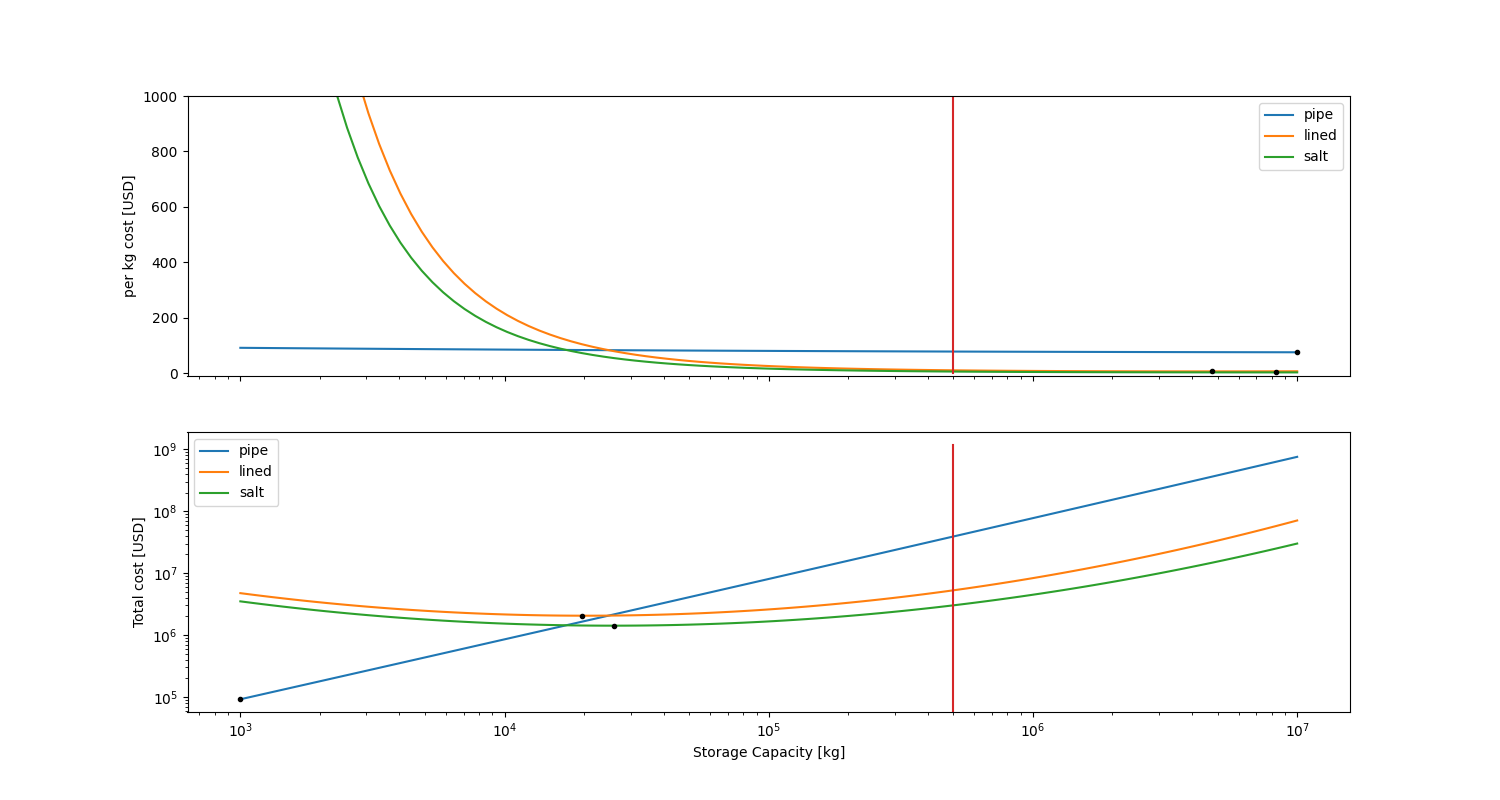 1000
800
600
400
200
0
per kg cost [USD]
pipe
lined
salt
10⁹
10⁸
10⁷
10⁶
10⁵
Total cost [USD]
pipe
lined
salt
10³ 10⁴ 10⁵ 10⁶ 10⁷
Storage Capacity [kg]